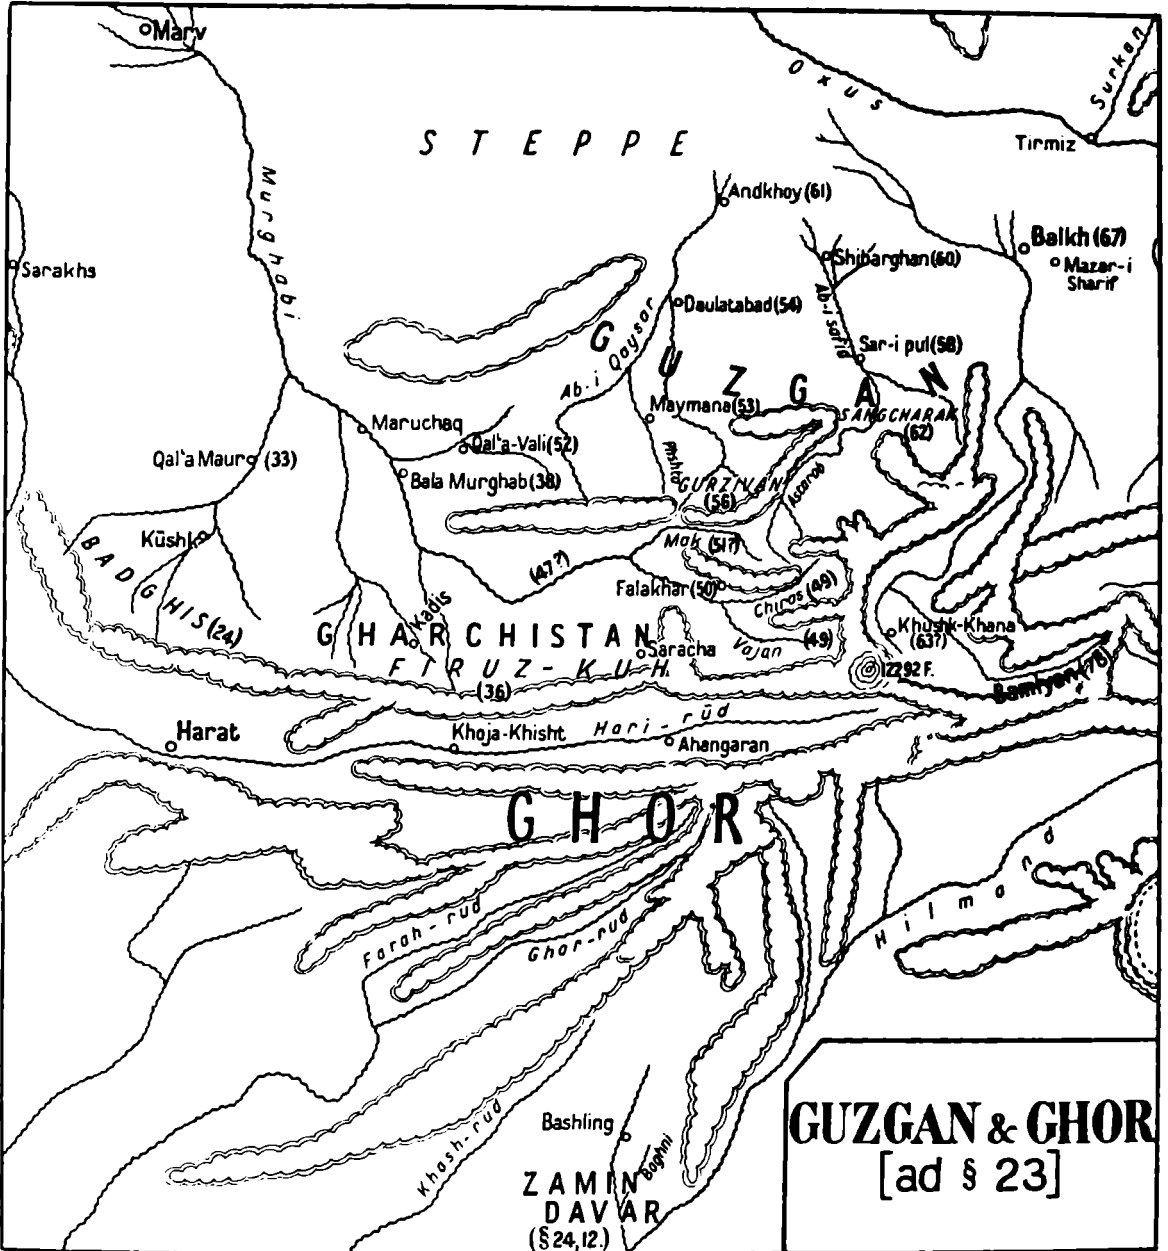 Marv
Oxus
Surkan
STEPPE
Tirmiz
Murghabi
Andkhoy (61)
Balkh (67)
Mazar-i
Sharif
Sarakhs
Shibarghan (60)
Daulatabad (54)
Ab-i safid
Ab-i Qaysar
Sar-i pul (58)
GUZGAN
Maymana (53)
SANGCHARAK
(62)
Maruchaq
Qal'a-Vali (52)
Qal'a Maur (33)
Bala Murghab (38)
GURZIVAN
(56)
Astarab
Kūshk
BADGHIS (24)
Mak (51?)
(47?)
Falakhar (50)
Chiras (49)
Kadis
GHARCHISTAN
Khushk-Khana
(63?)
Saracha
Vajan
(49)
FIRUZ-KUH
(36)
12292 F.
Bamiyan (78)
Harat
Khoja-Khisht
Hari-rūd
Ahangaran
GHOR
Hilmand
Farah-rud
Ghor-rud
Khash-rud
Bashling
Baghni
ZAMIN
DAVAR
(§ 24, 12.)
GUZGAN & GHOR
[ad § 23]